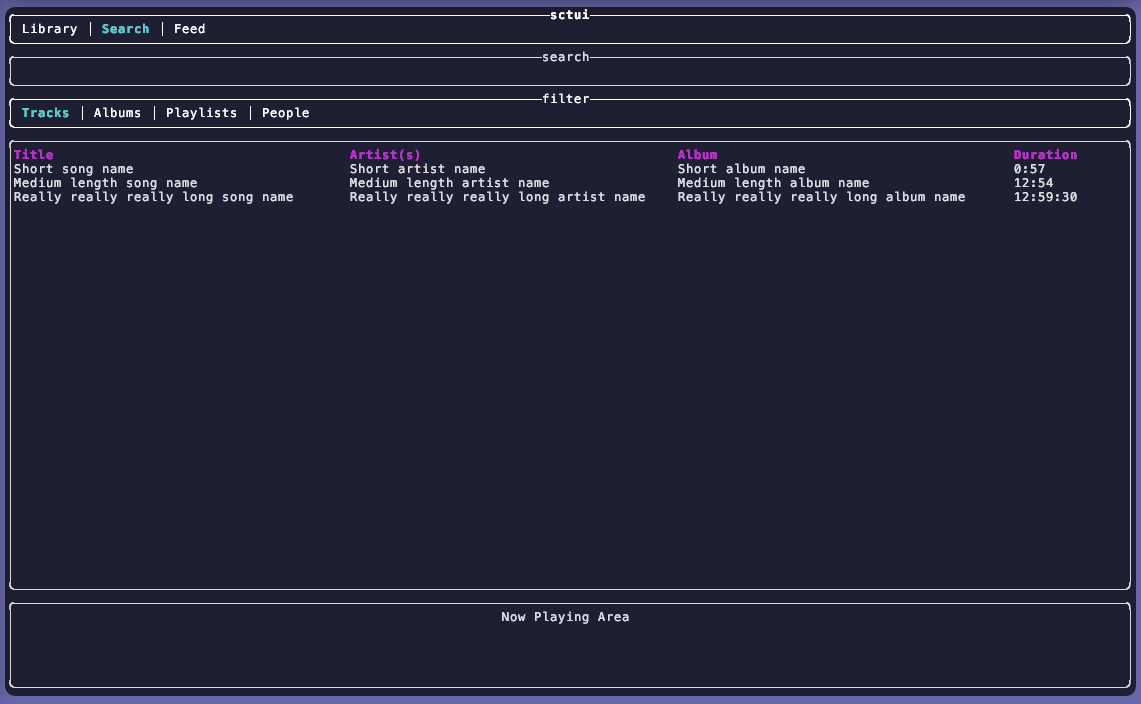 sctui
Library | Search | Feed
search
filter
Tracks | Albums | Playlists | People
Title Artist(s) Album Duration
Short song name Short artist name Short album name 0:57
Medium length song name Medium length artist name Medium length album name 12:54
Really really really long song name Really really really long artist name Really really really long album name 12:59:30
Now Playing Area